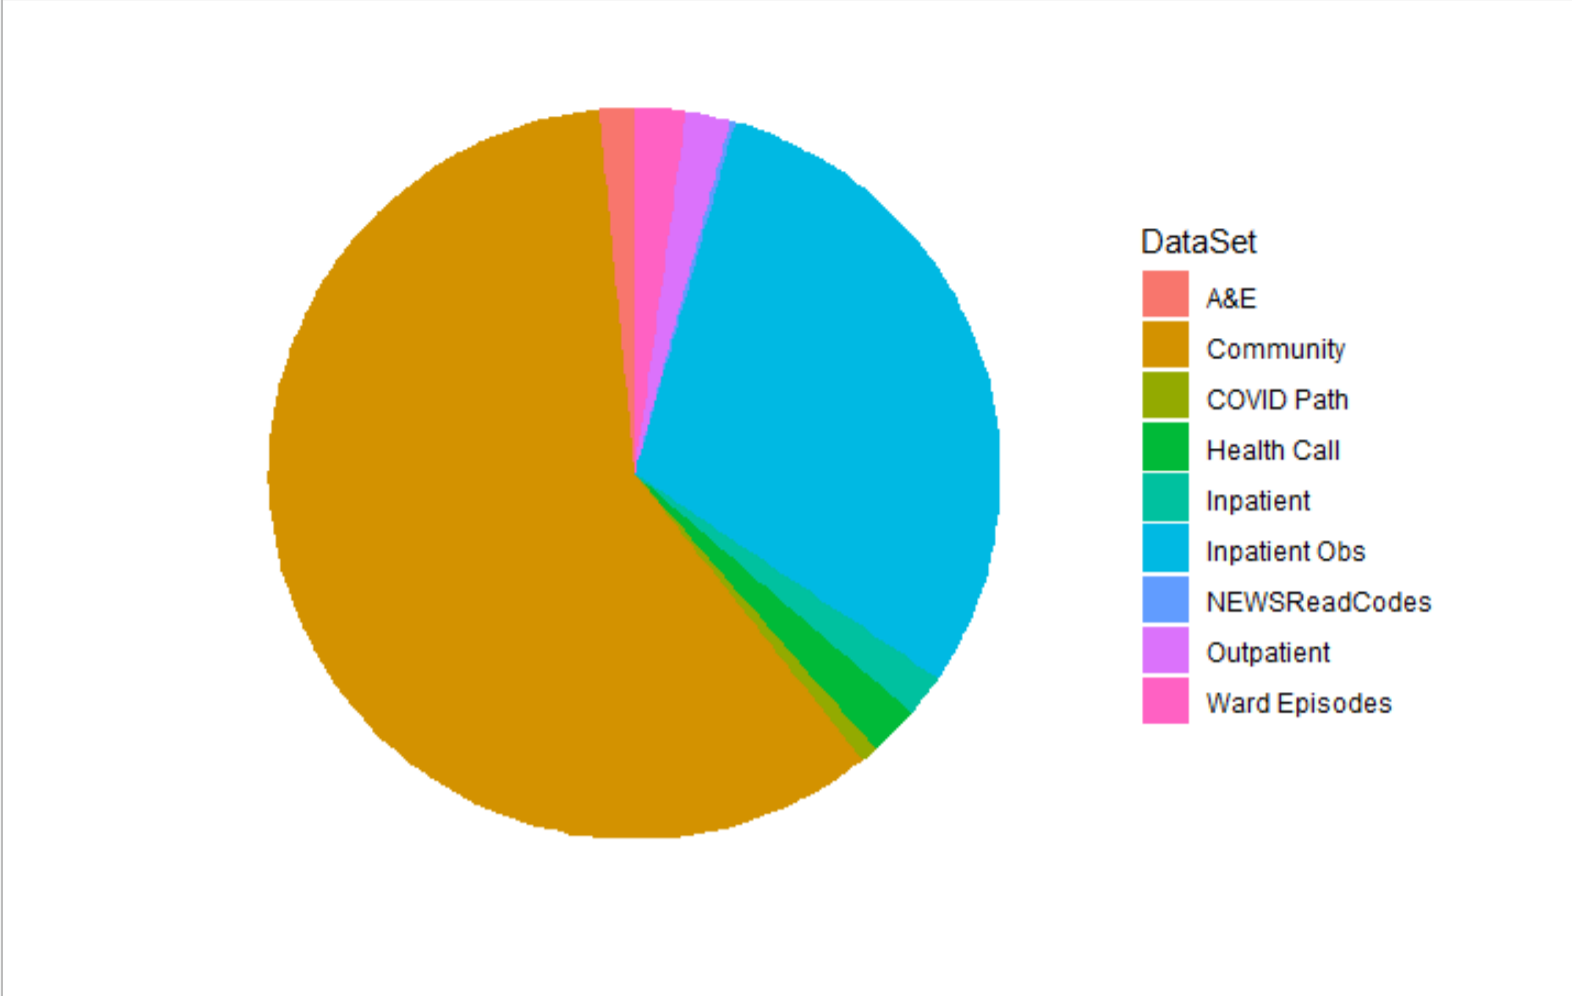 DataSet
A&E
Community
COVID Path
Health Call
Inpatient
Inpatient Obs
NEWSReadCodes
Outpatient
Ward Episodes